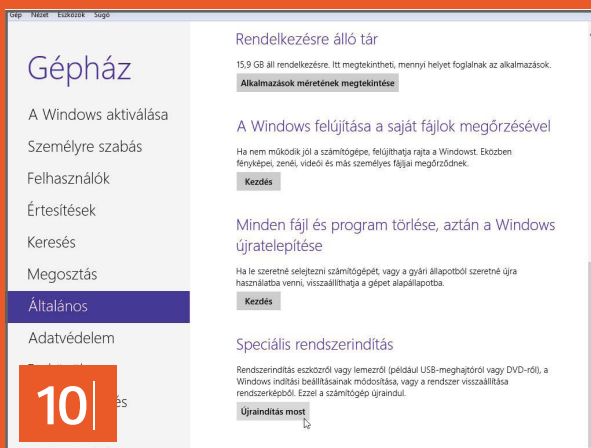 Gép Nézet Eszközök Súgó
Gépház
A Windows aktiválása
Személyre szabás
Felhasználók
Értesítések
Keresés
Megosztás
Általános
Adatvédelem
és
10
Rendelkezésre álló tár
15,9 GB áll rendelkezésre. Itt megtekintheti, mennyi helyet foglalnak az alkalmazások.
Alkalmazások méretének megtekintése
A Windows felújítása a saját fájlok megőrzésével
Ha nem működik jól a számítógépe, felújíthatja rajta a Windowst. Eközben
fényképei, zenéi, videói és más személyes fájljai megőrződnek.
Kezdés
Minden fájl és program törlése, aztán a Windows
újratelepítése
Ha le szeretné selejtezni számítógépét, vagy a gyári állapotból szeretné újra
használatba venni, visszaállíthatja a gépet alapállapotba.
Kezdés
Speciális rendszerindítás
Rendszerindítás eszközről vagy lemezről (például USB-meghajtóról vagy DVD-ről), a
Windows indítási beállításainak módosítása, vagy a rendszer visszaállítása
rendszerképből. Ezzel a számítógép újraindul.
Újraindítás most